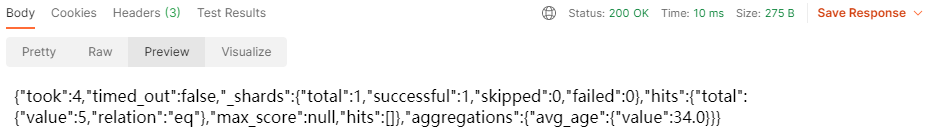 Body Cookies Headers (3) Test Results Status: 200 OK Time: 10 ms Size: 275 B Save Response
Pretty Raw Preview Visualize
{"took":4,"timed_out":false,"_shards":{"total":1,"successful":1,"skipped":0,"failed":0},"hits":{"total":
{"value":5,"relation":"eq"},"max_score":null,"hits":[]},"aggregations":{"avg_age":{"value":34.0}}}